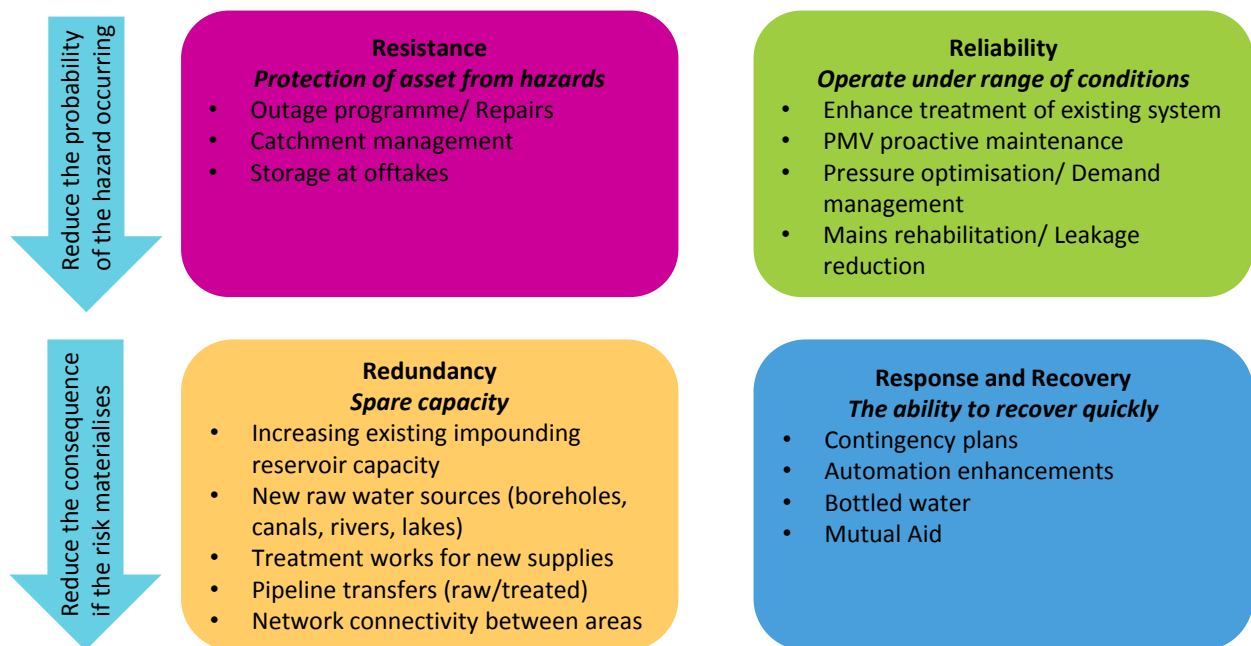 Reduce the probability
of the hazard occurring
Resistance
Protection of asset from hazards
• Outage programme/ Repairs
• Catchment management
• Storage at offtakes
Reliability
Operate under range of conditions
• Enhance treatment of existing system
• PMV proactive maintenance
• Pressure optimisation/ Demand
management
• Mains rehabilitation/ Leakage
reduction
Reduce the consequence
if the risk materialises
Redundancy
Spare capacity
• Increasing existing impounding
reservoir capacity
• New raw water sources (boreholes,
canals, rivers, lakes)
• Treatment works for new supplies
• Pipeline transfers (raw/treated)
• Network connectivity between areas
Response and Recovery
The ability to recover quickly
• Contingency plans
• Automation enhancements
• Bottled water
• Mutual Aid